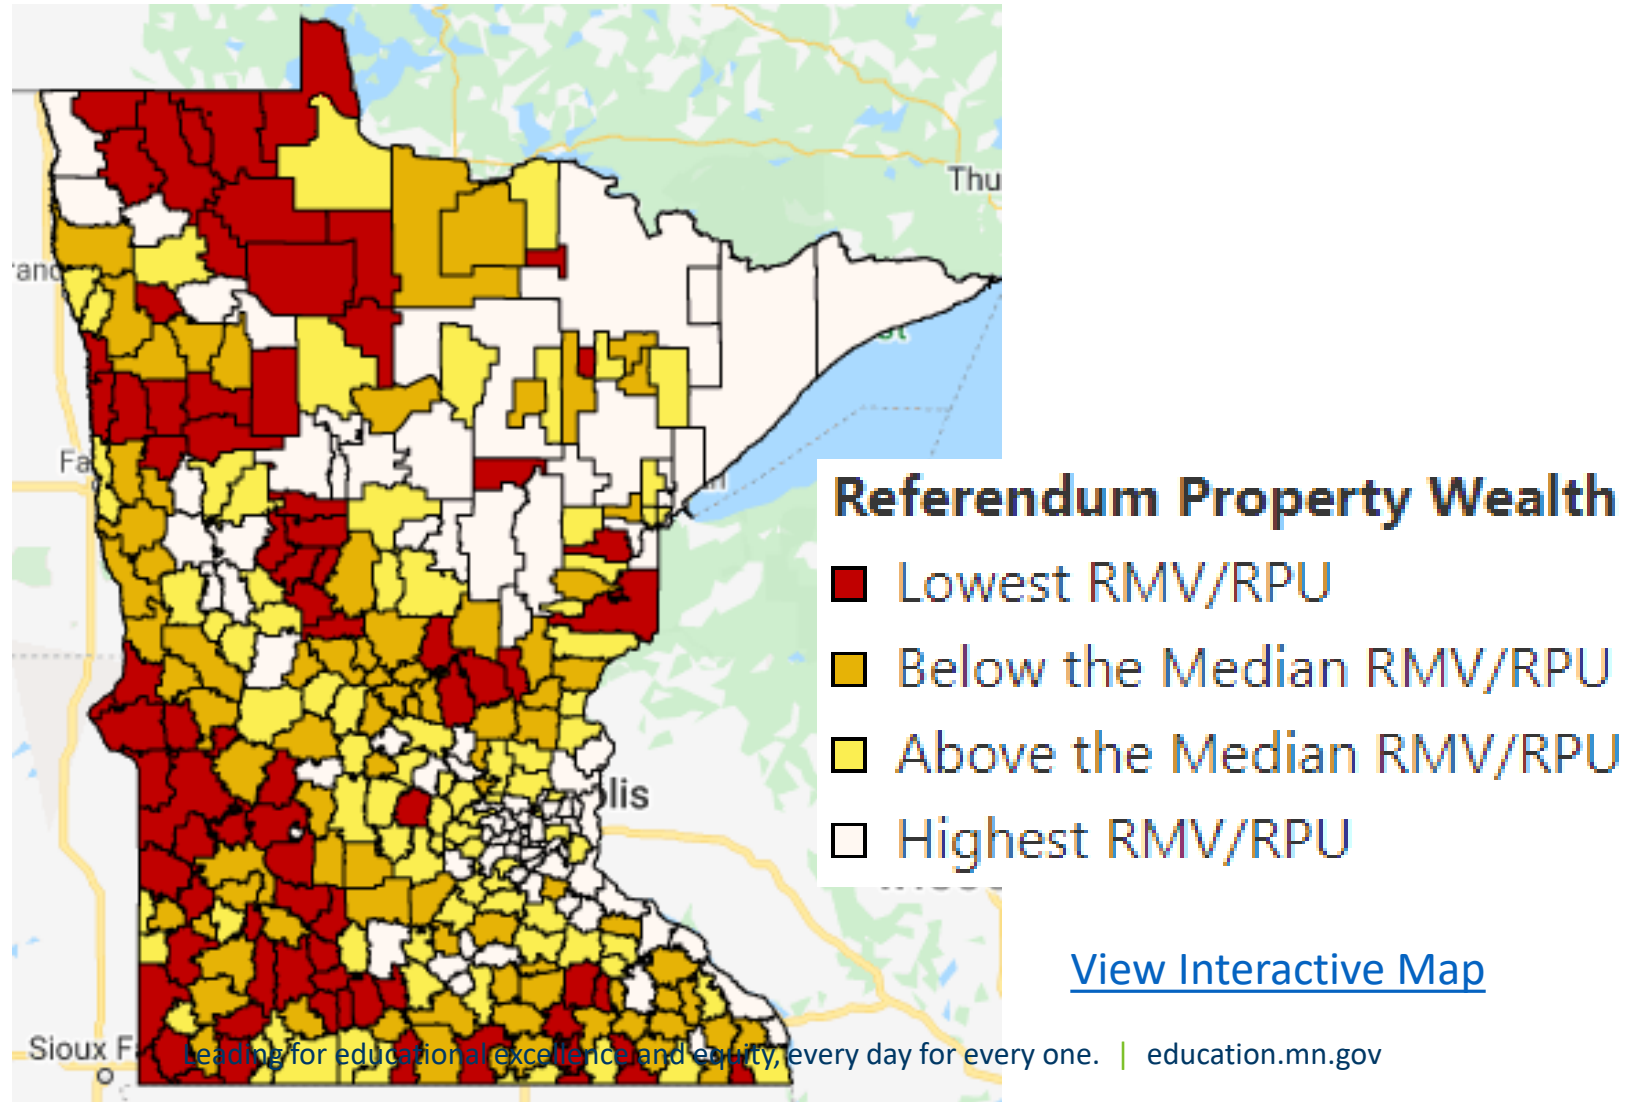 Thu
Fa
lis
Referendum Property Wealth
Lowest RMV/RPU
Below the Median RMV/RPU
Above the Median RMV/RPU
Highest RMV/RPU
View Interactive Map
Sioux F
Leading for educational excellence and equity, every day for every one. | education.mn.gov